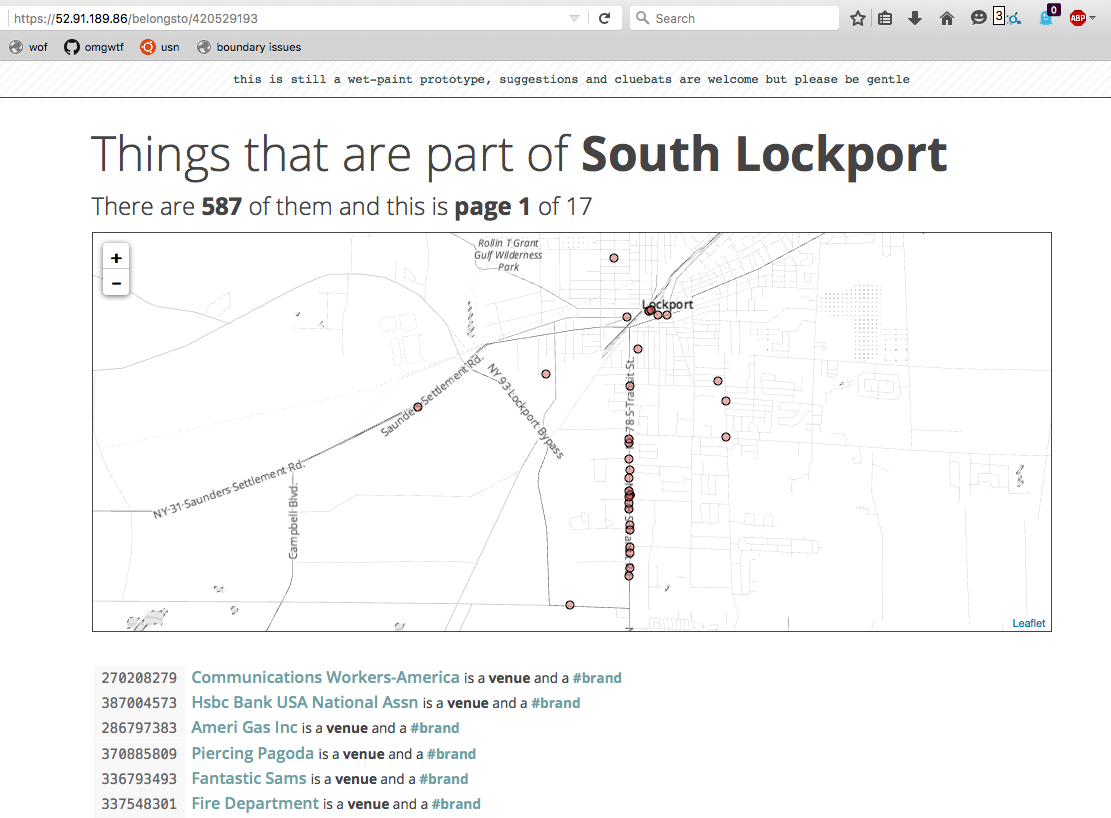 https://52.91.189.86/belongsto/420529193
Search
3
0
ABP
wof
omgwtf
usn
boundary issues
this is still a wet-paint prototype, suggestions and cluebats are welcome but please be gentle
Things that are part of South Lockport
There are 587 of them and this is page 1 of 17
+
−
Rollin T Grant
Gulf Wilderness
Park
Lockport
Saunders Settlement Rd.
NY 93 Lockport Bypass
78 S Transit St.
NY-31-Saunders Settlement Rd.
Campbell Blvd.
Leaflet
270208279 Communications Workers-America is a venue and a #brand
387004573 Hsbc Bank USA National Assn is a venue and a #brand
286797383 Ameri Gas Inc is a venue and a #brand
370885809 Piercing Pagoda is a venue and a #brand
336793493 Fantastic Sams is a venue and a #brand
337548301 Fire Department is a venue and a #brand